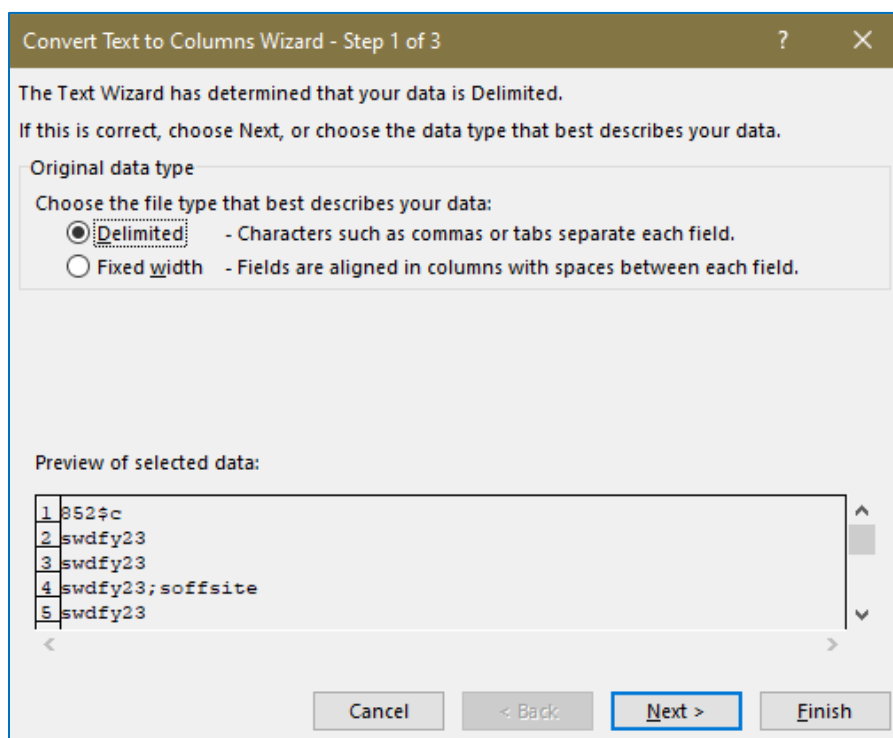 Convert Text to Columns Wizard - Step 1 of 3 ?
The Text Wizard has determined that your data is Delimited.
If this is correct, choose Next, or choose the data type that best describes your data.
Original data type
Choose the file type that best describes your data:
Delimited - Characters such as commas or tabs separate each field.
Fixed width - Fields are aligned in columns with spaces between each field.
Preview of selected data:
1 852$c
2 swdfy23
3 swdfy23
4 swdfy23;soffsite
5 swdfy23
Cancel < Back Next > Finish